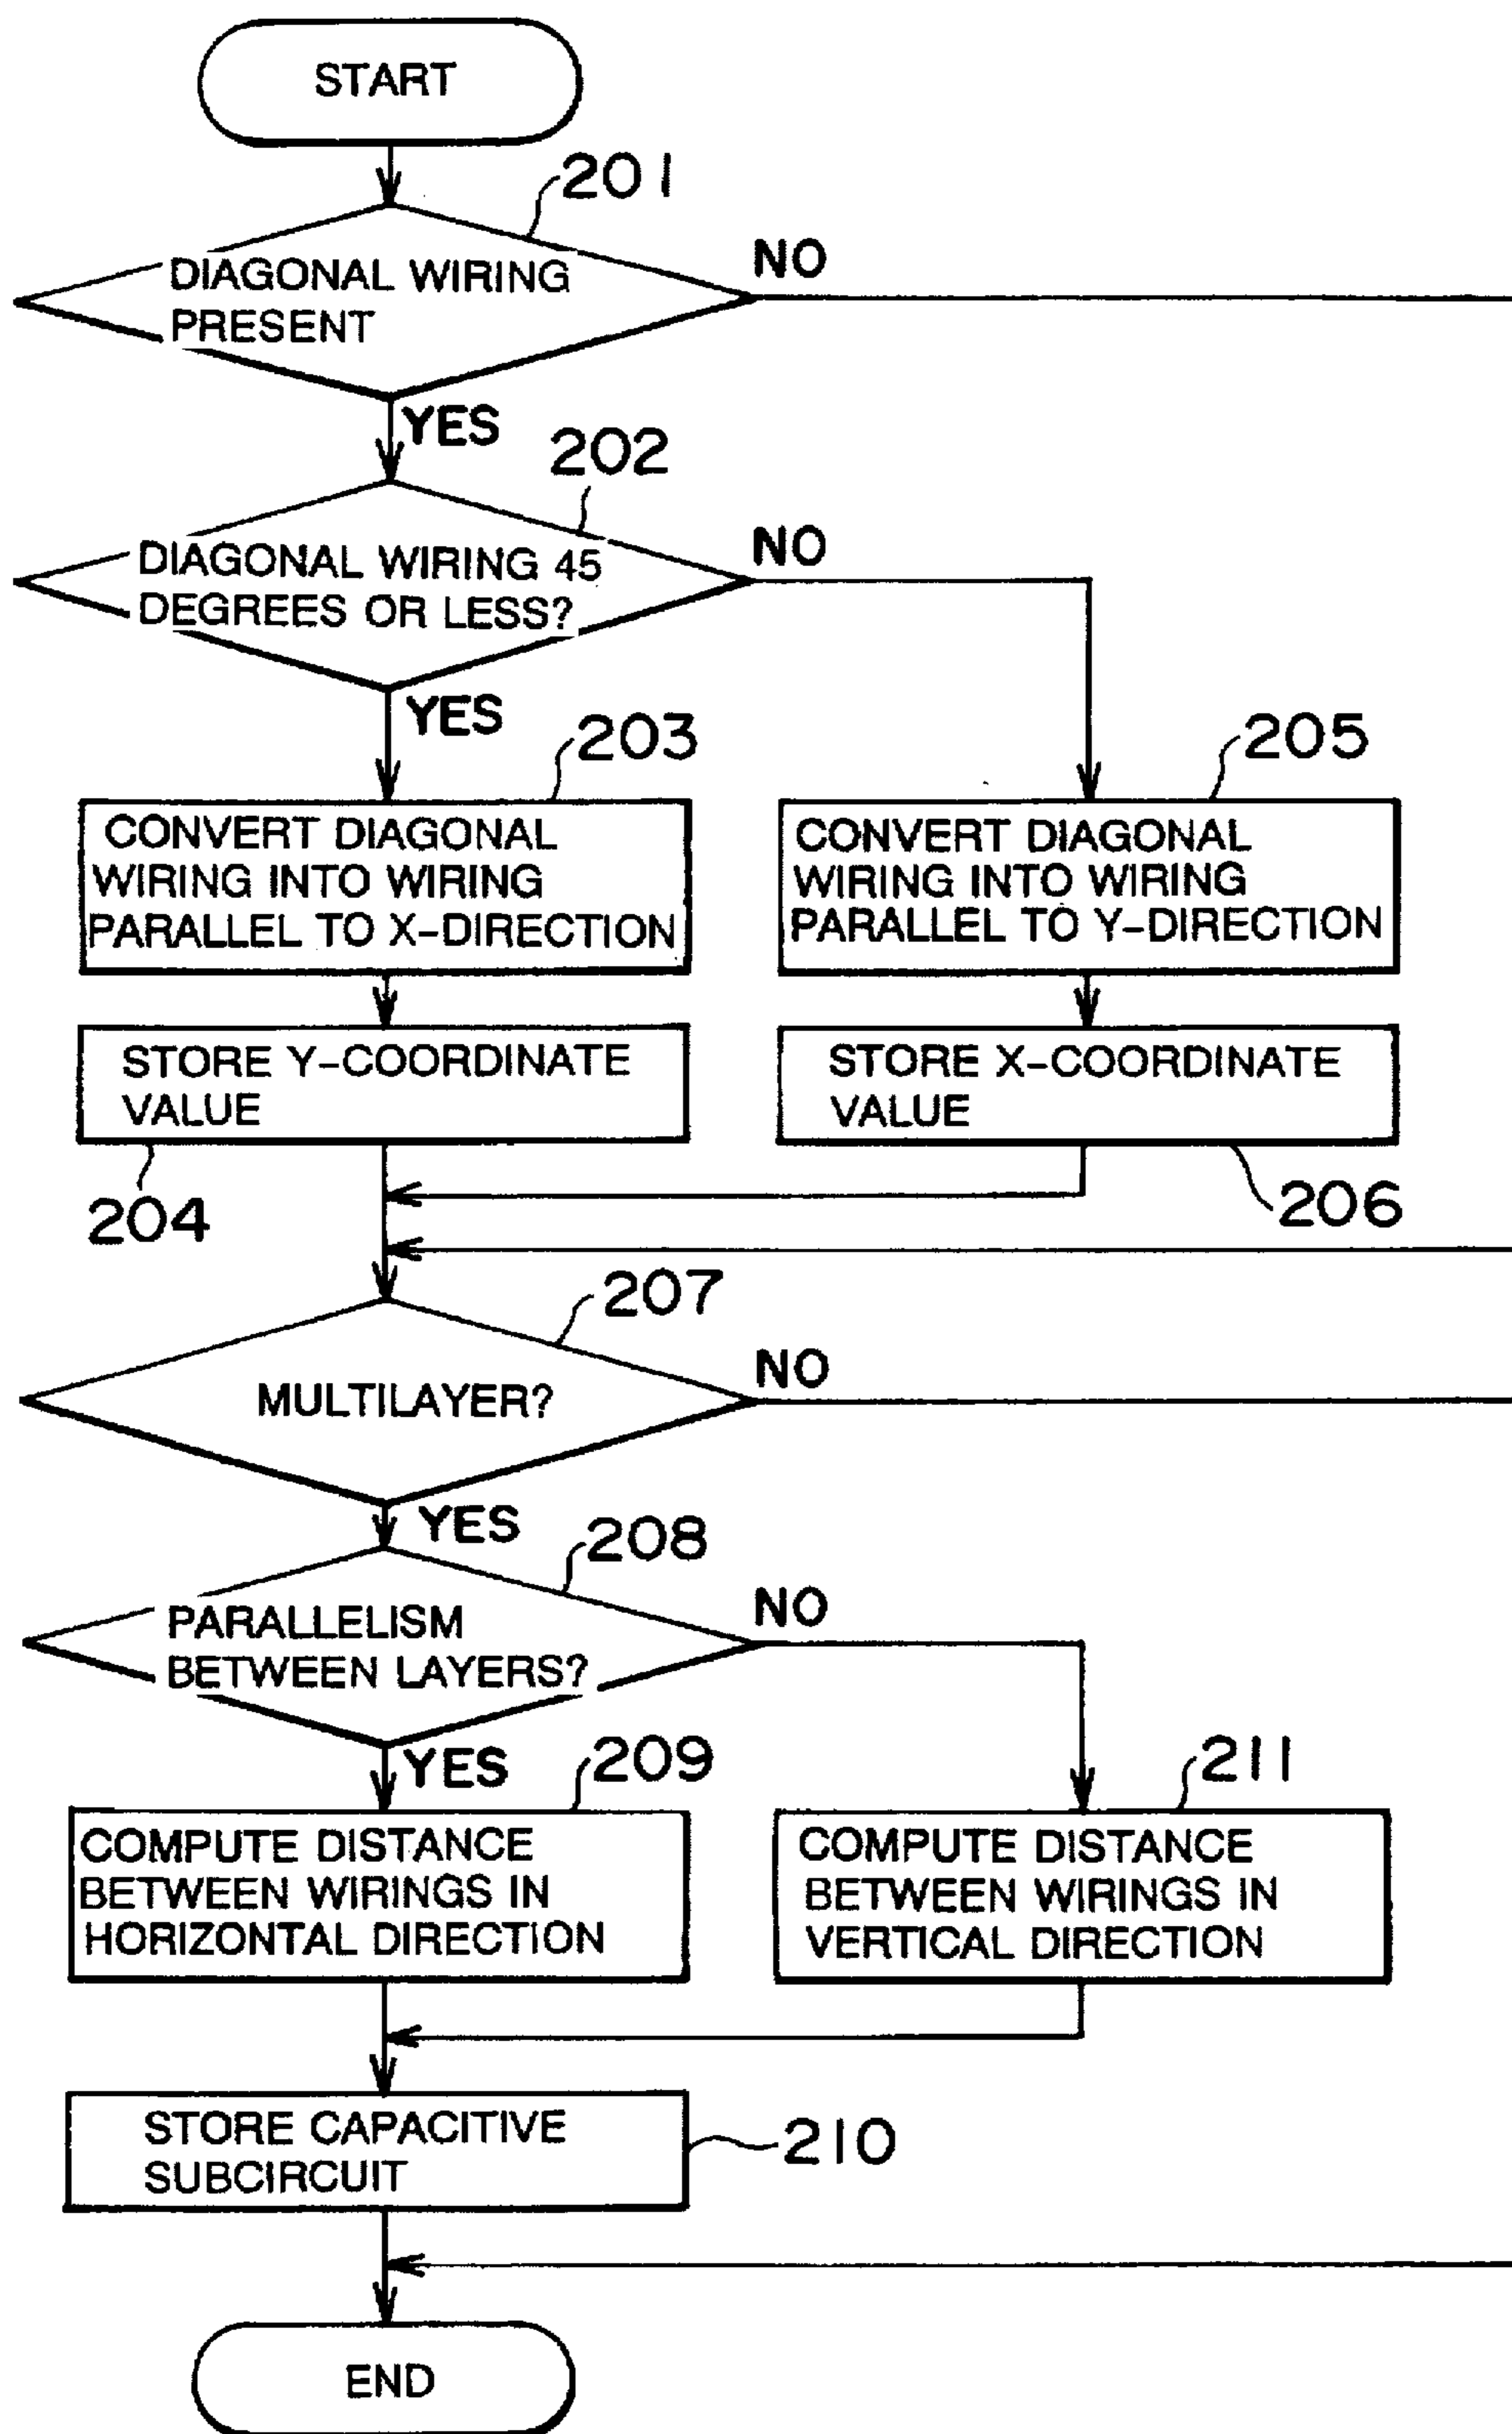 START
201
DIAGONAL WIRING
PRESENT
NO
YES
202
DIAGONAL WIRING 45
DEGREES OR LESS?
NO
YES
203
CONVERT DIAGONAL
WIRING INTO WIRING
PARALLEL TO X-DIRECTION
205
CONVERT DIAGONAL
WIRING INTO WIRING
PARALLEL TO Y-DIRECTION
STORE Y-COORDINATE
VALUE
204
STORE X-COORDINATE
VALUE
206
207
MULTILAYER?
NO
YES
208
PARALLELISM
BETWEEN LAYERS?
NO
YES
209
COMPUTE DISTANCE
BETWEEN WIRINGS IN
HORIZONTAL DIRECTION
211
COMPUTE DISTANCE
BETWEEN WIRINGS IN
VERTICAL DIRECTION
STORE CAPACITIVE
SUBCIRCUIT
210
END